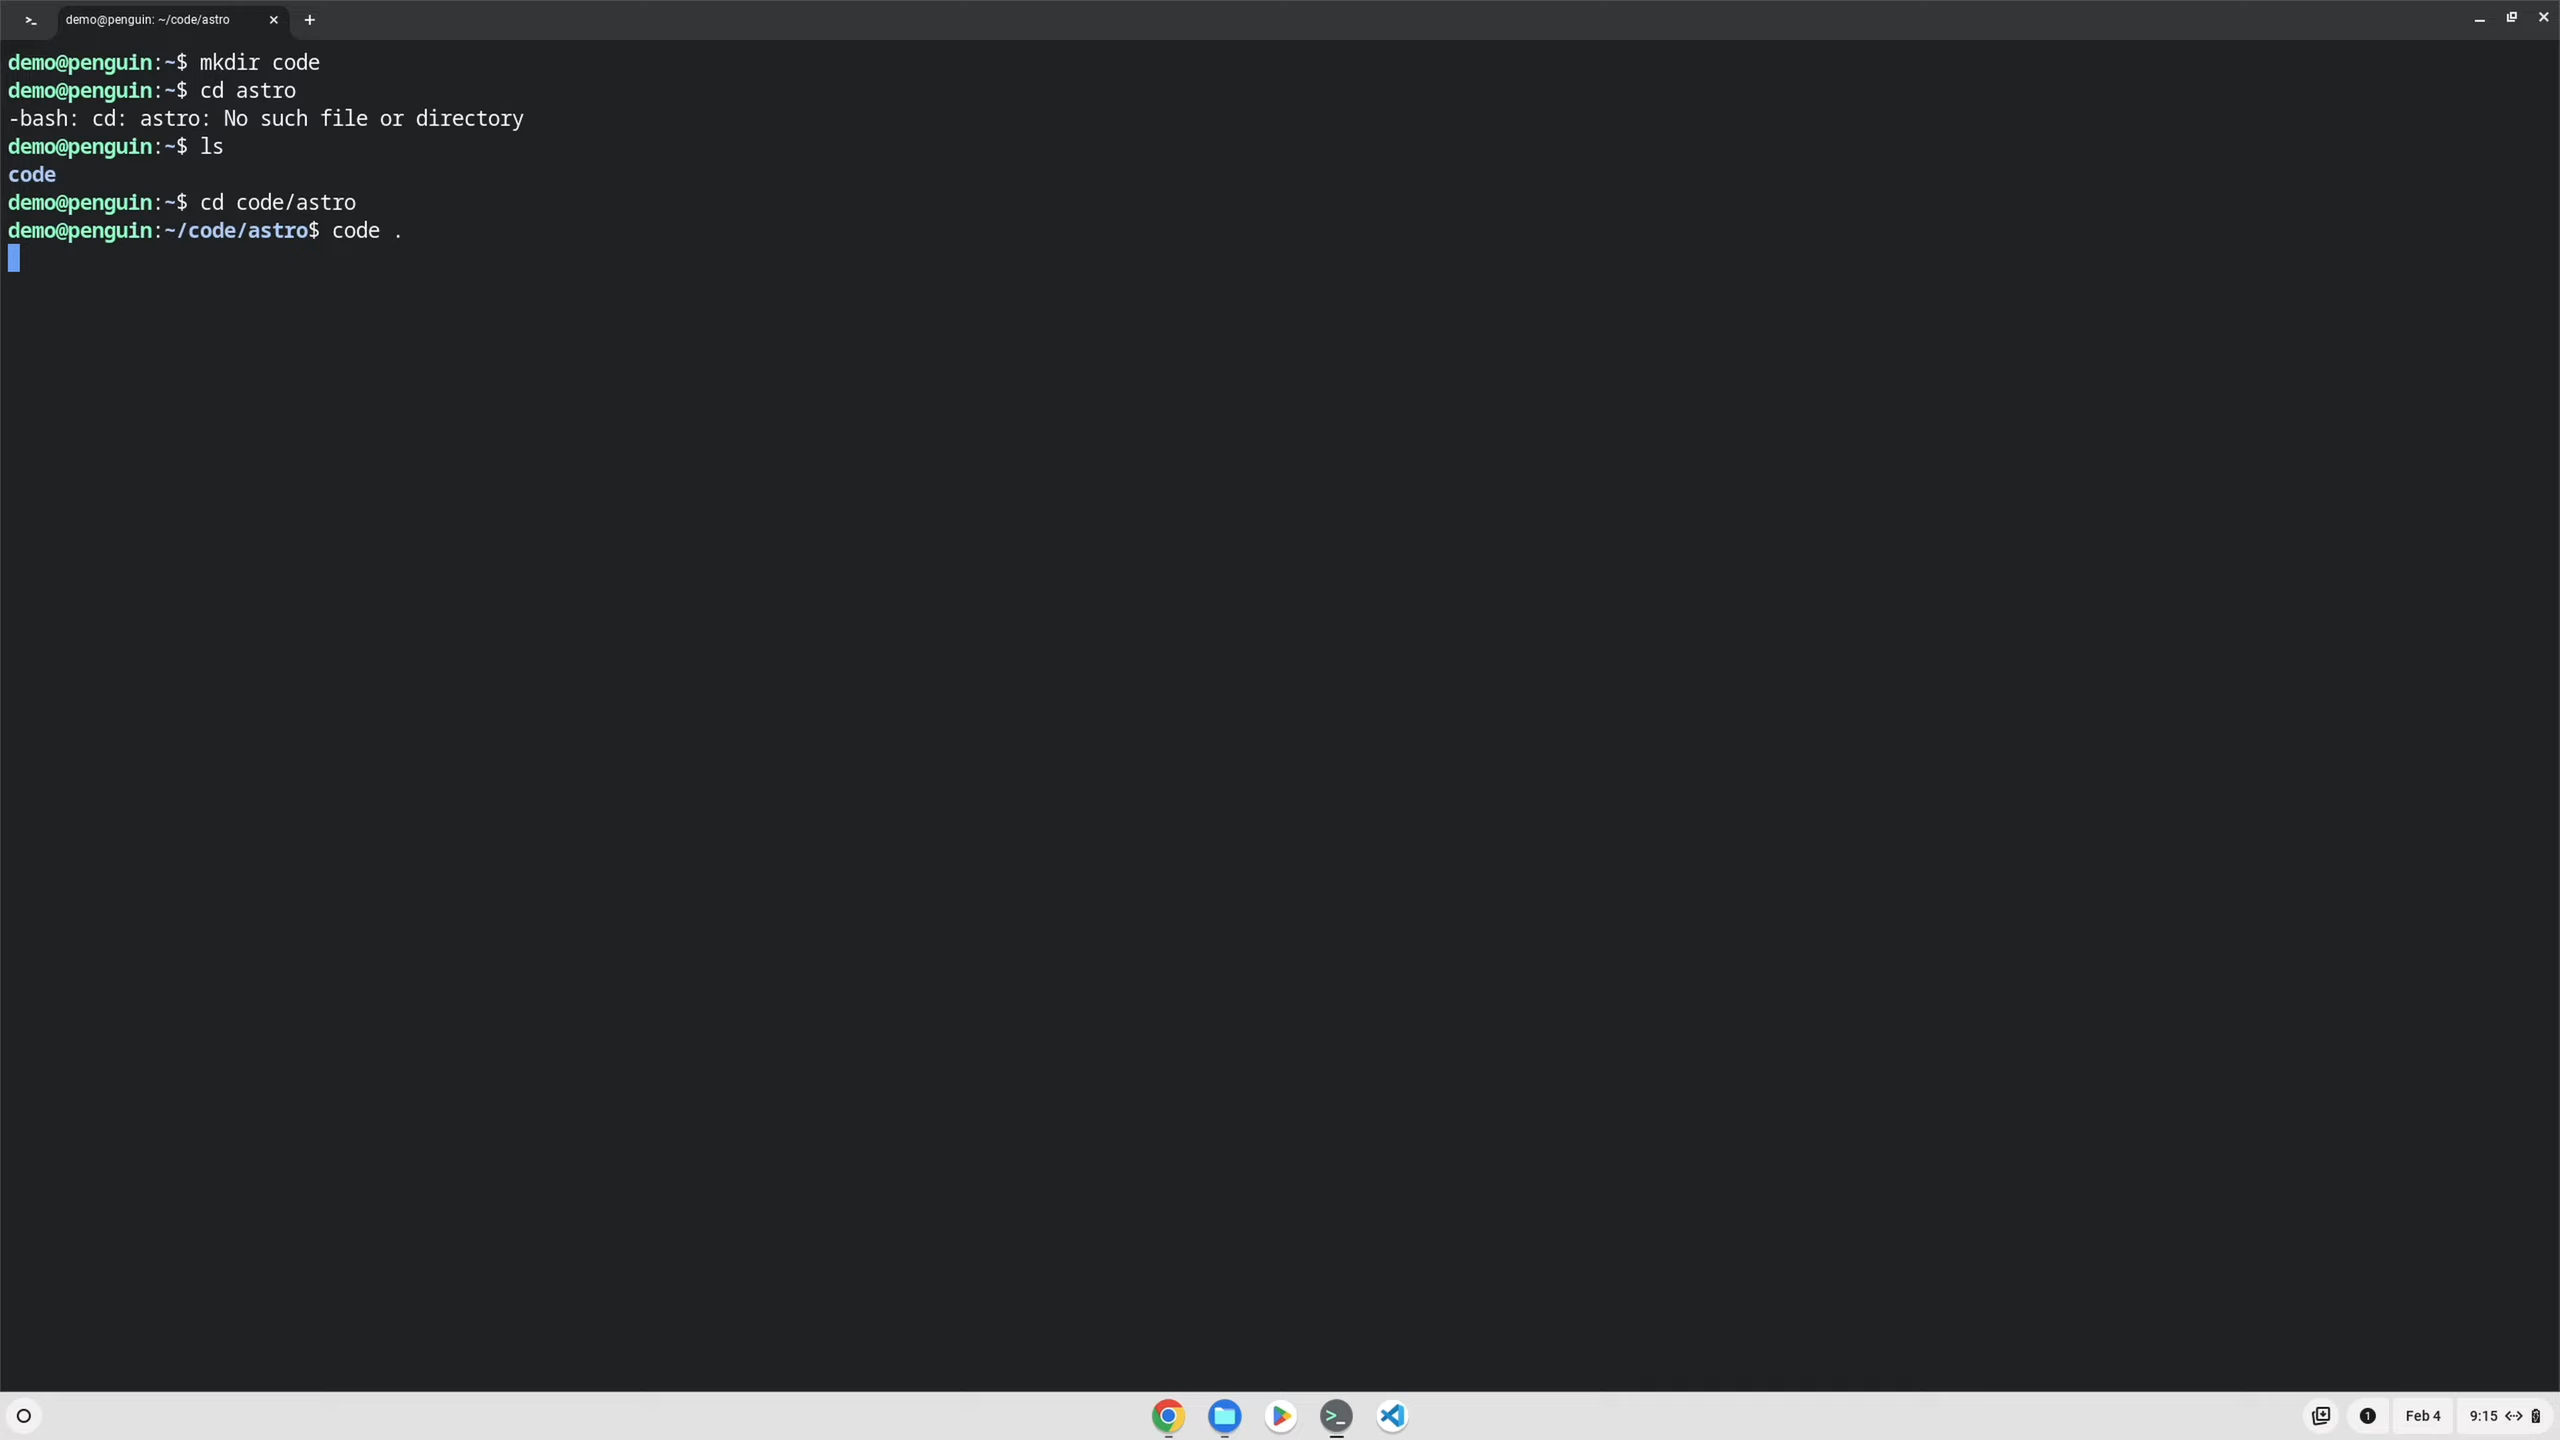 demo@penguin: ~/code/astro
demo@penguin:~$ mkdir code
demo@penguin:~$ cd astro
-bash: cd: astro: No such file or directory
demo@penguin:~$ ls
code
demo@penguin:~$ cd code/astro
demo@penguin:~/code/astro$ code .
1
Feb 4
9:15